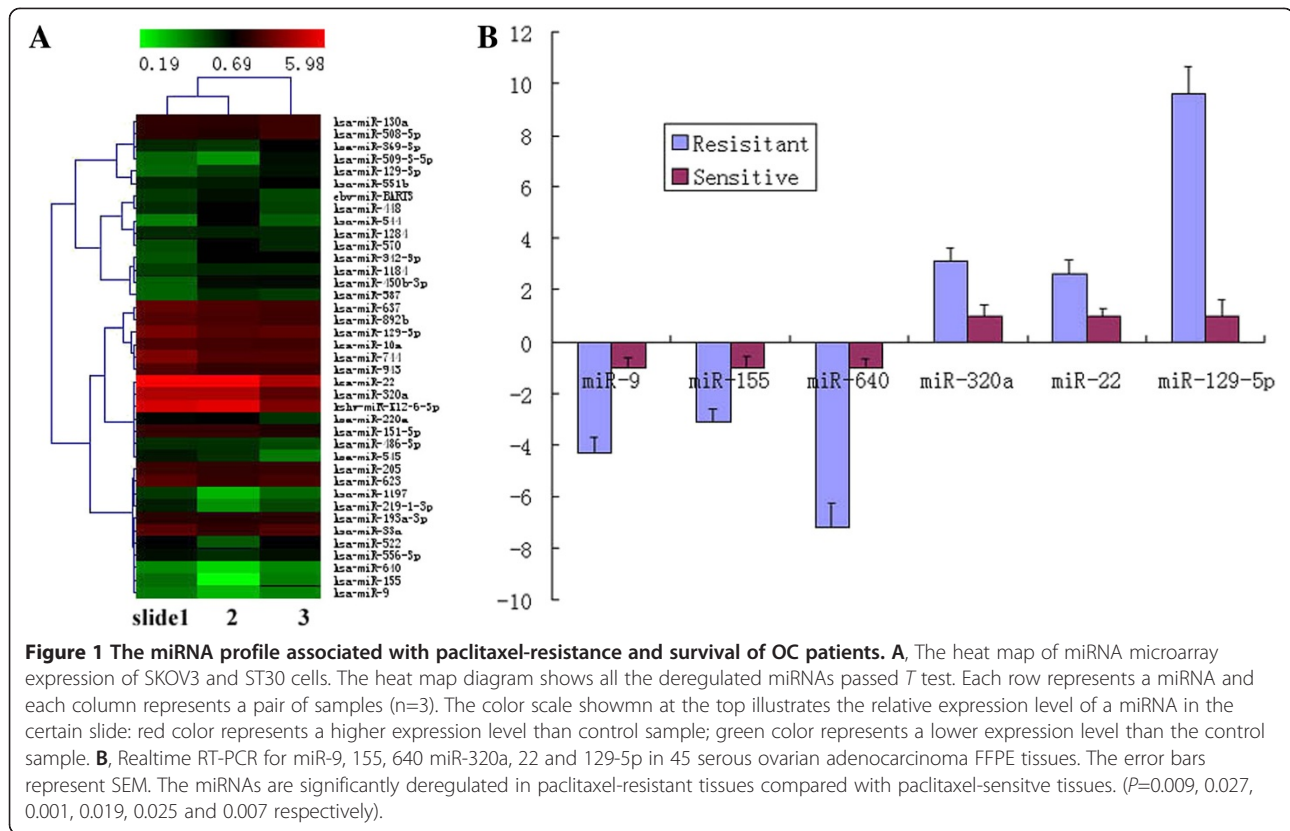 A
0.19 0.69 5.98
hsa-miR-130a
hsa-miR-508-5p
hsa-miR-369-3p
hsa-miR-509-3-5p
hsa-miR-129-5p
hsa-miR-551b
ebv-miR-BART3
hsa-miR-448
hsa-miR-544
hsa-miR-1284
hsa-miR-570
hsa-miR-942-3p
hsa-miR-1184
hsa-miR-450b-3p
hsa-miR-587
hsa-miR-637
hsa-miR-892b
hsa-miR-129-5p
hsa-miR-10a
hsa-miR-744
hsa-miR-943
hsa-miR-22
hsa-miR-320a
kshv-miR-K12-6-5p
hsa-miR-220a
hsa-miR-151-5p
hsa-miR-486-5p
hsa-miR-545
hsa-miR-205
hsa-miR-623
hsa-miR-1197
hsa-miR-219-1-3p
hsa-miR-193a-3p
hsa-miR-33a
hsa-miR-522
hsa-miR-556-5p
hsa-miR-640
hsa-miR-155
hsa-miR-9
slide1 2 3
B
12
10
8
6
4
2
0
-2
-4
-6
-8
-10
Resisitant
Sensitive
miR-9 miR-155 miR-640 miR-320a miR-22 miR-129-5p
Figure 1 The miRNA profile associated with paclitaxel-resistance and survival of OC patients. A, The heat map of miRNA microarray
expression of SKOV3 and ST30 cells. The heat map diagram shows all the deregulated miRNAs passed T test. Each row represents a miRNA and
each column represents a pair of samples (n=3). The color scale showmn at the top illustrates the relative expression level of a miRNA in the
certain slide: red color represents a higher expression level than control sample; green color represents a lower expression level than the control
sample. B, Realtime RT-PCR for miR-9, 155, 640 miR-320a, 22 and 129-5p in 45 serous ovarian adenocarcinoma FFPE tissues. The error bars
represent SEM. The miRNAs are significantly deregulated in paclitaxel-resistant tissues compared with paclitaxel-sensitve tissues. (P=0.009, 0.027,
0.001, 0.019, 0.025 and 0.007 respectively).